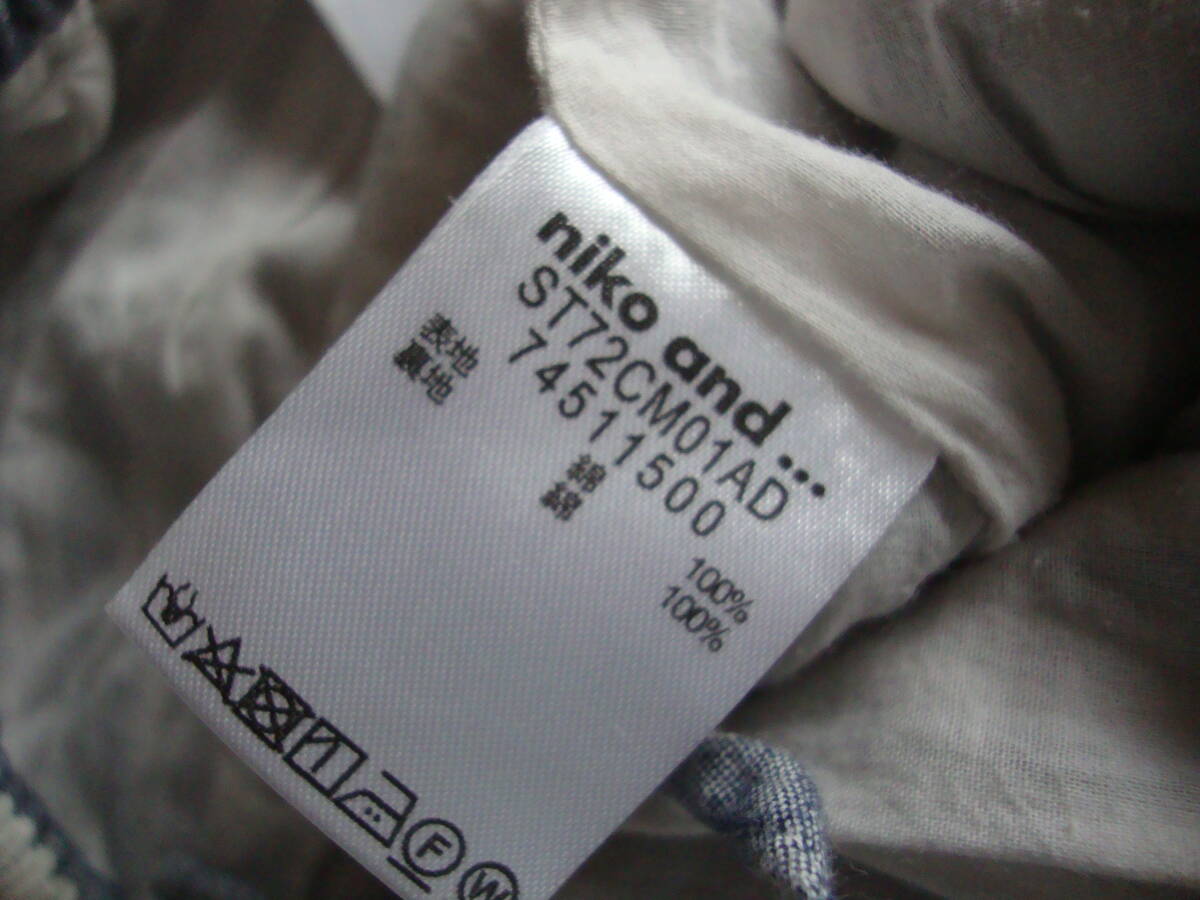 niko and ...
ST72CM01AD
74511500
表地 綿 100%
裏地 綿 100%
F W